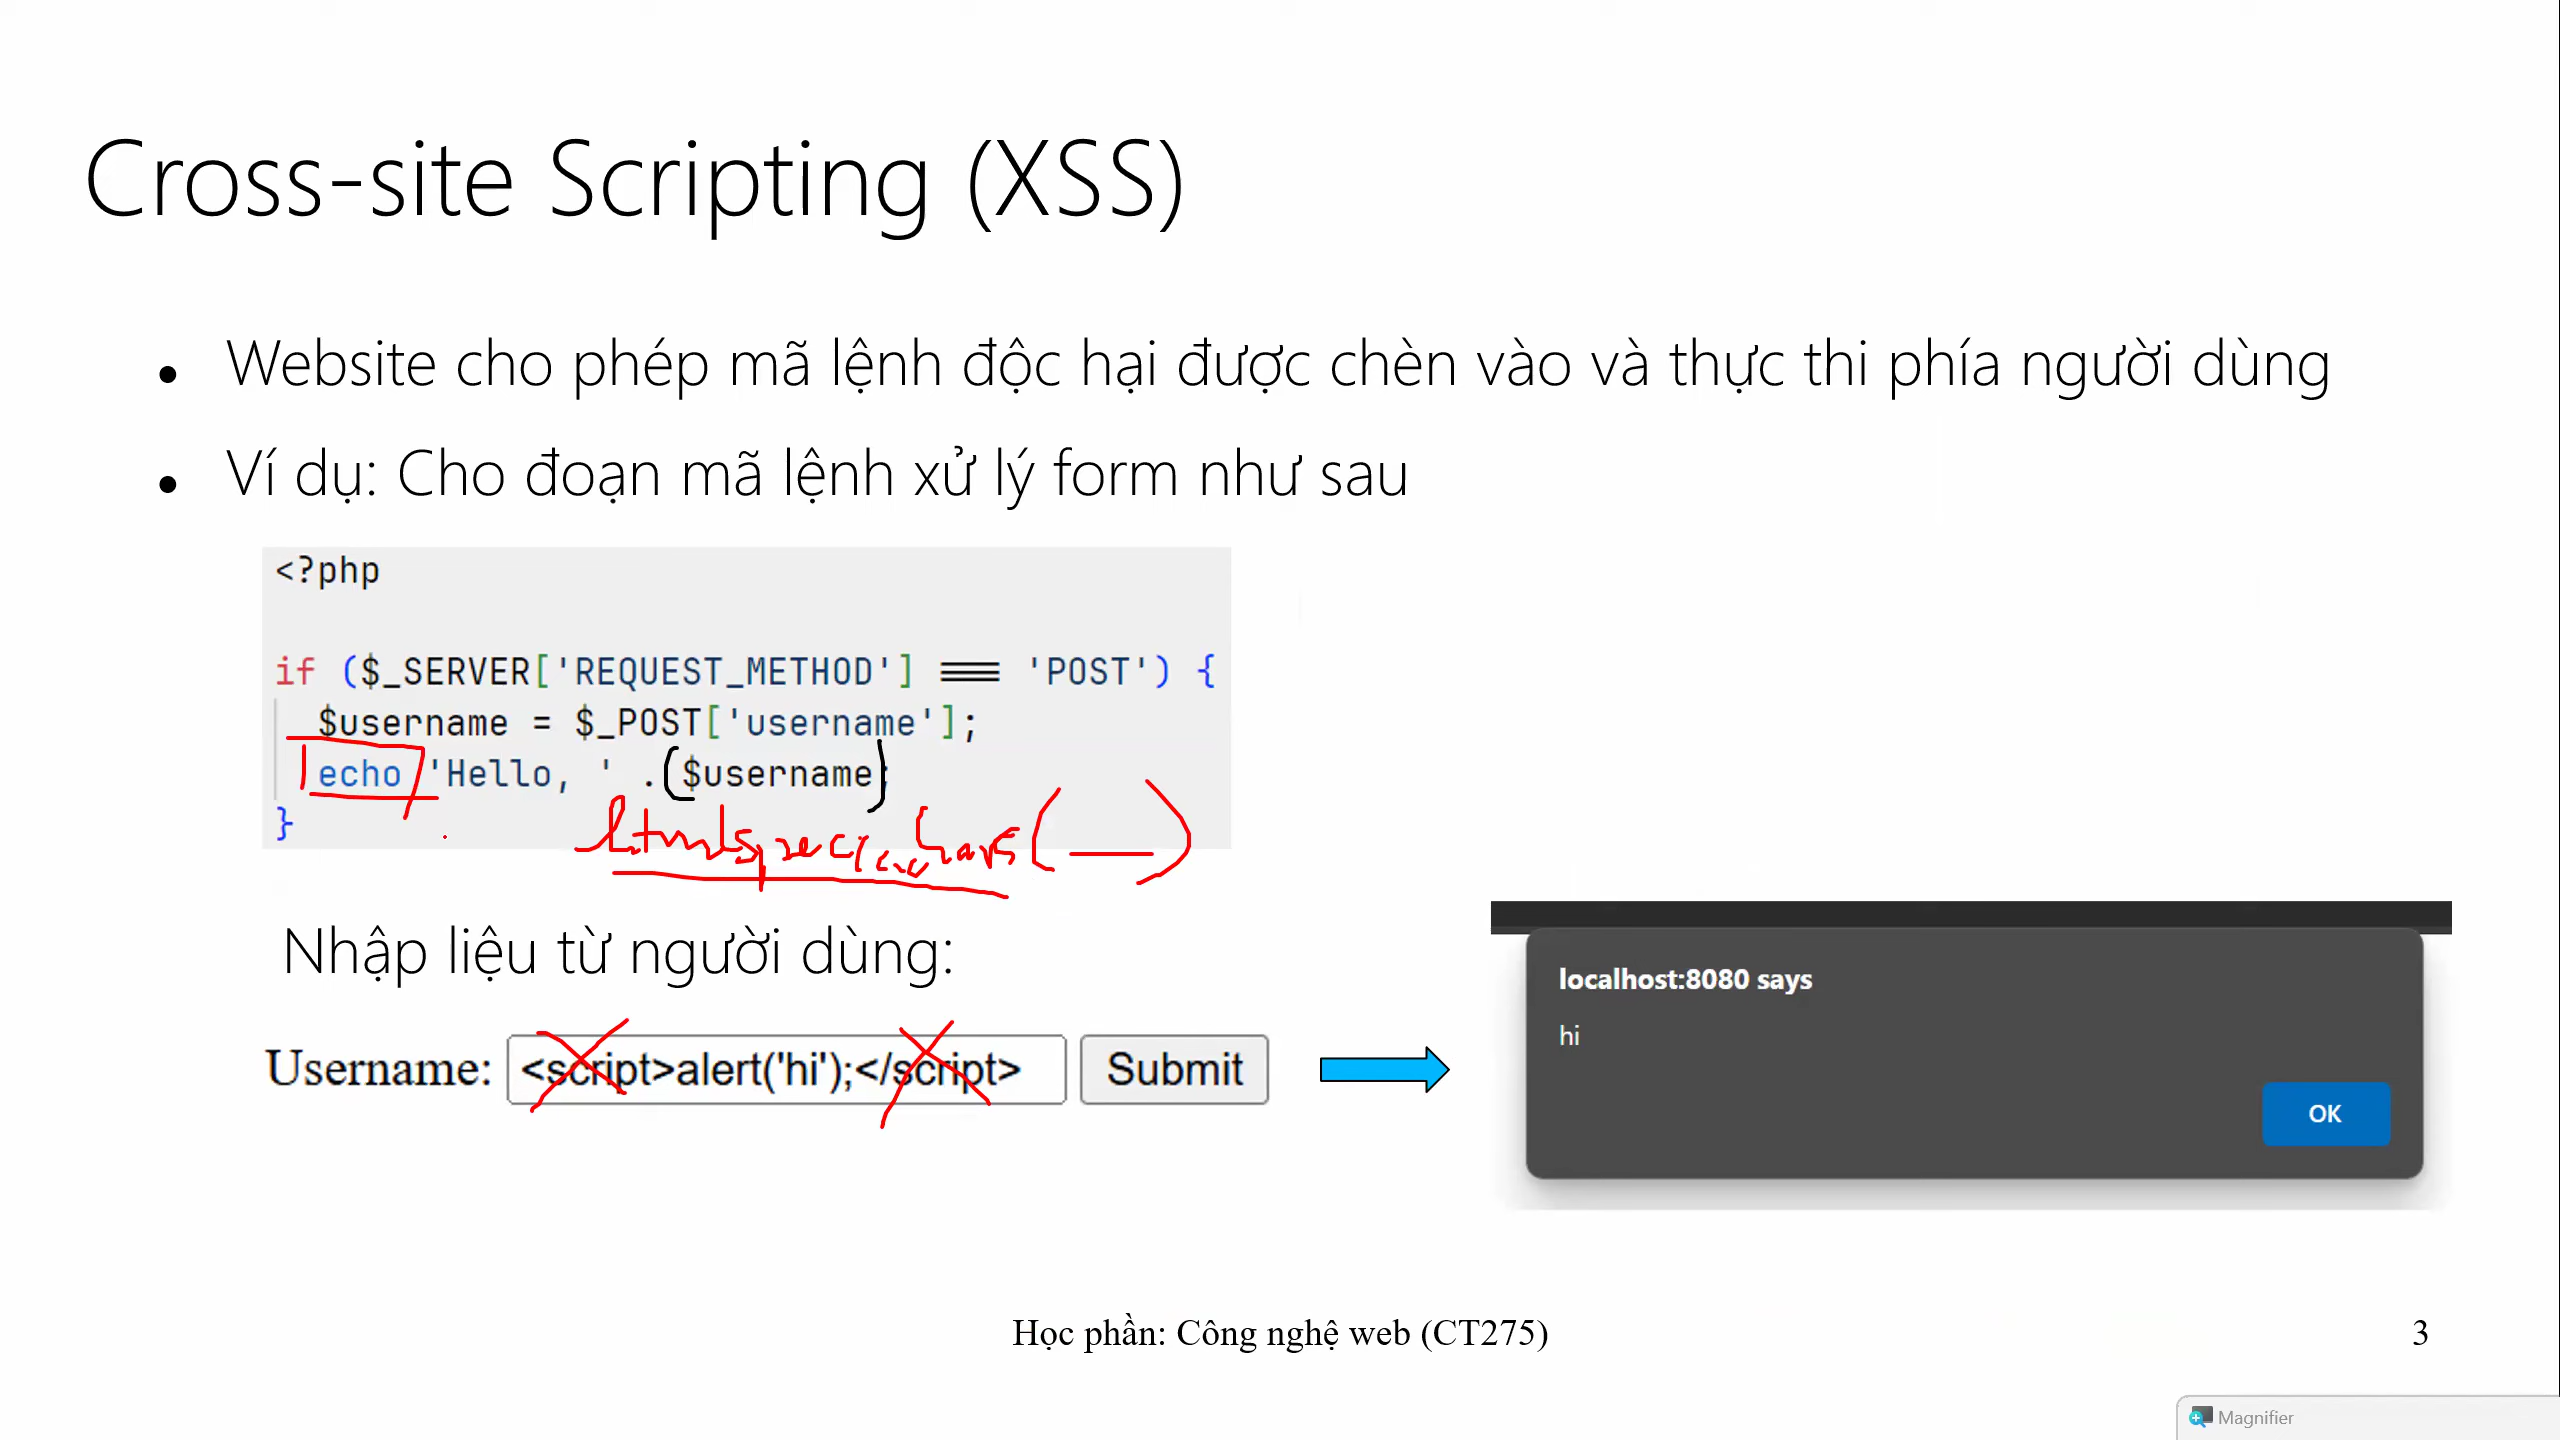 Cross-site Scripting (XSS)
• Website cho phép mã lệnh độc hại được chèn vào và thực thi phía người dùng
• Ví dụ: Cho đoạn mã lệnh xử lý form như sau
<?php
if ($_SERVER['REQUEST_METHOD'] === 'POST') {
$username = $_POST['username'];
echo 'Hello, ' . ($username);
}
htmlspecialchars(__)
Nhập liệu từ người dùng:
Username: <script>alert('hi');</script> Submit
localhost:8080 says
hi
OK
Học phần: Công nghệ web (CT275)
3
Magnifier